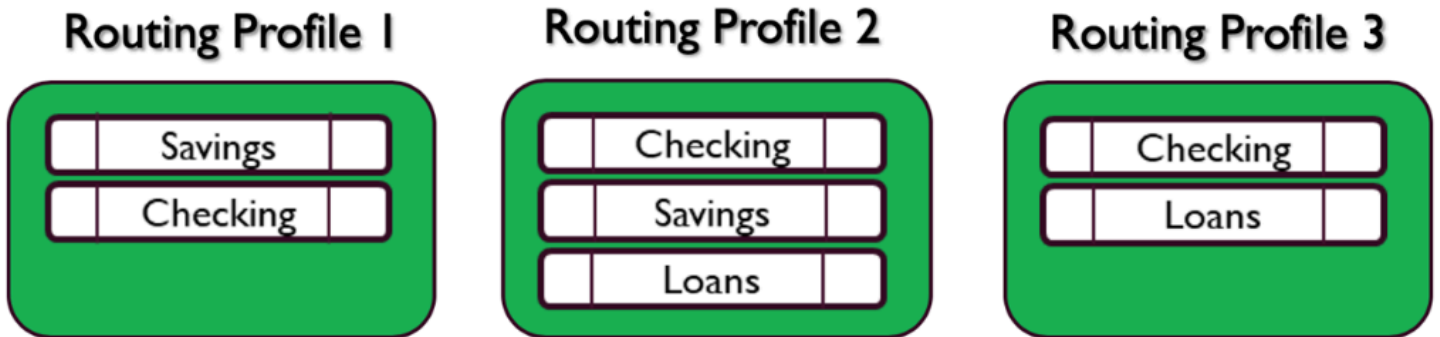 Routing Profile 1
Savings
Checking
Routing Profile 2
Checking
Savings
Loans
Routing Profile 3
Checking
Loans